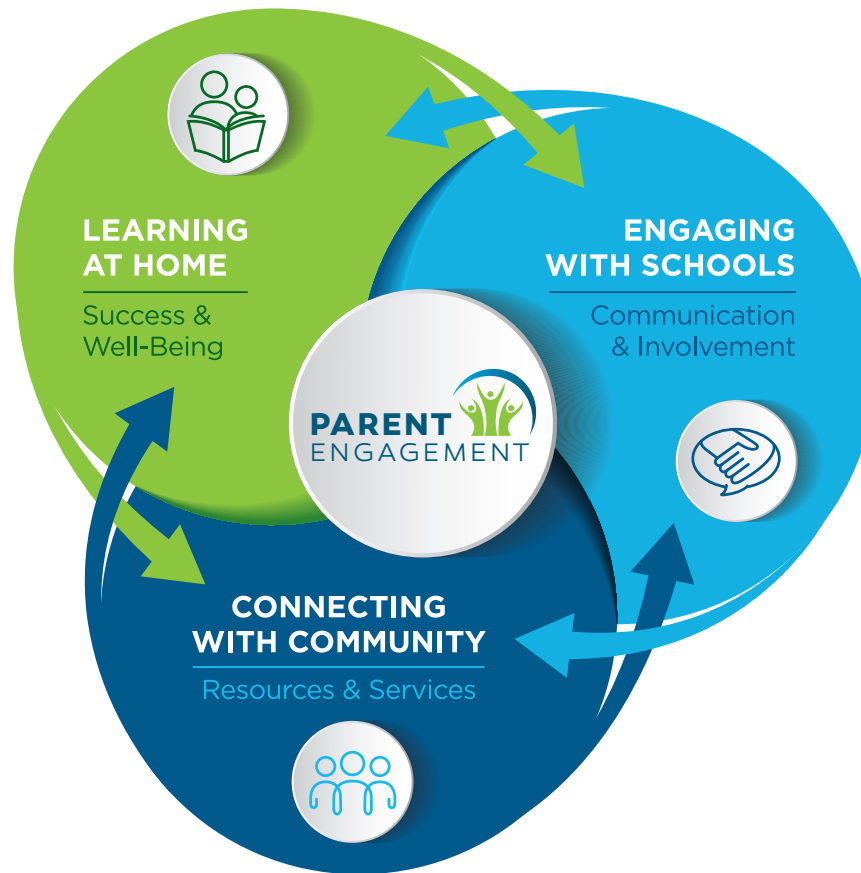 LEARNING
AT HOME
Success &
Well-Being
ENGAGING
WITH SCHOOLS
Communication
& Involvement
PARENT
ENGAGEMENT
CONNECTING
WITH COMMUNITY
Resources & Services